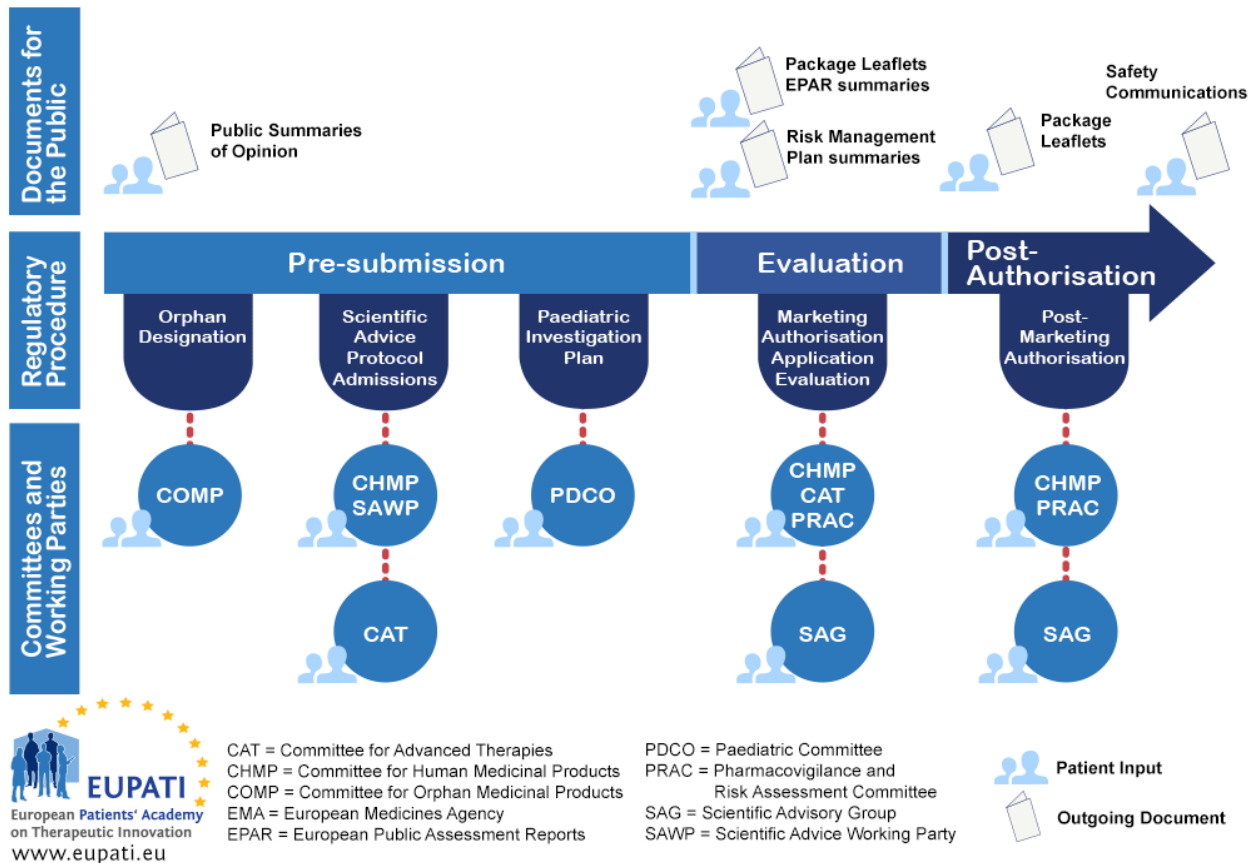 Documents for
the Public
Public Summaries
of Opinion
Package Leaflets
EPAR summaries
Risk Management
Plan summaries
Package
Leaflets
Safety
Communications
Regulatory
Procedure
Pre-submission
Evaluation
Post-
Authorisation
Orphan
Designation
Scientific
Advice
Protocol
Admissions
Paediatric
Investigation
Plan
Marketing
Authorisation
Application
Evaluation
Post-
Marketing
Authorisation
Committees and
Working Parties
COMP
CHMP
SAWP
PDCO
CHMP
CAT
PRAC
CHMP
PRAC
CAT
SAG
SAG
EUPATI
European Patients' Academy
on Therapeutic Innovation
www.eupati.eu
CAT = Committee for Advanced Therapies
CHMP = Committee for Human Medicinal Products
COMP = Committee for Orphan Medicinal Products
EMA = European Medicines Agency
EPAR = European Public Assessment Reports
PDCO = Paediatric Committee
PRAC = Pharmacovigilance and
Risk Assessment Committee
SAG = Scientific Advisory Group
SAWP = Scientific Advice Working Party
Patient Input
Outgoing Document